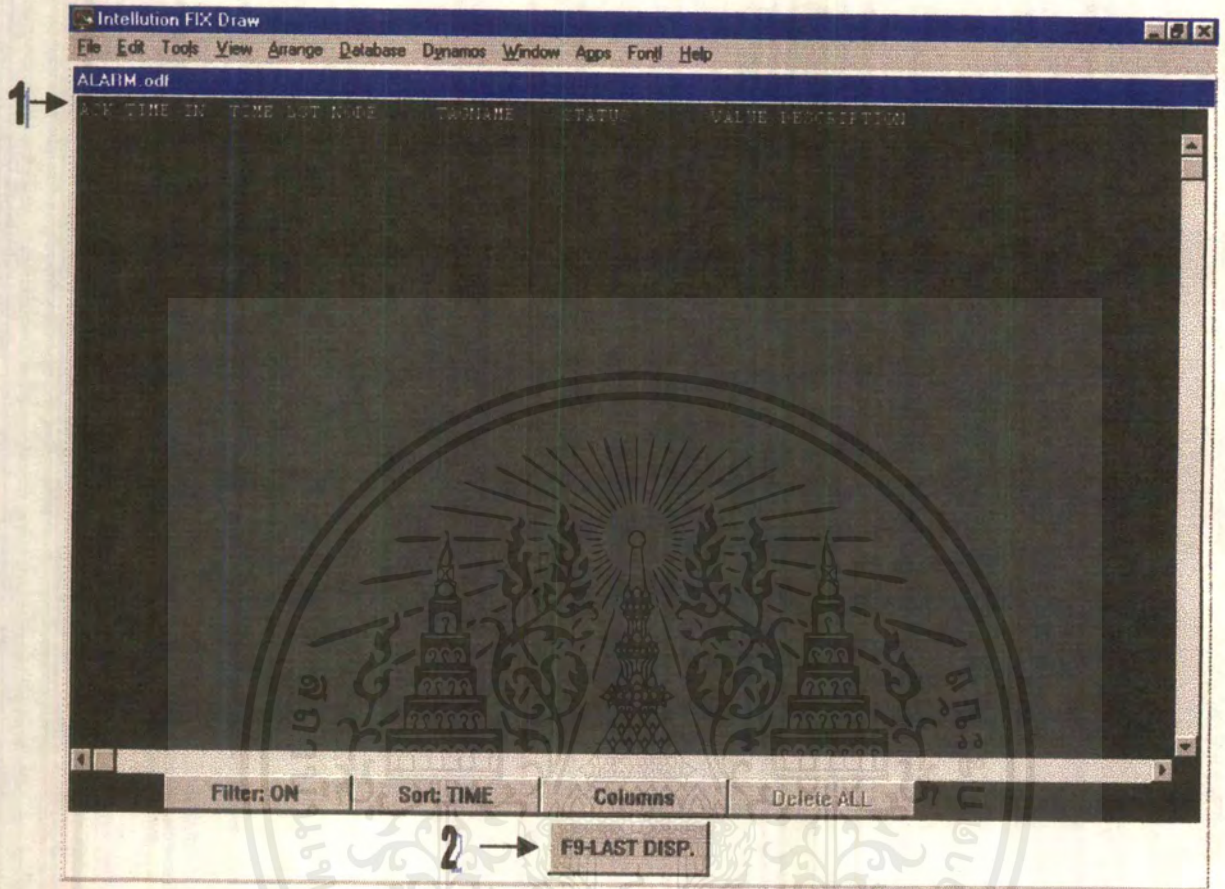 Intellution FIX Draw
File Edit Tools View Arrange Database Dynamos Window Apps Font! Help
ALARM.odf
1
ACK TIME IN TIME LST NODE TAGNAME STATUS VALUE DESCRIPTION
Filter: ON Sort: TIME Columns Delete ALL
2 F9-LAST DISP.